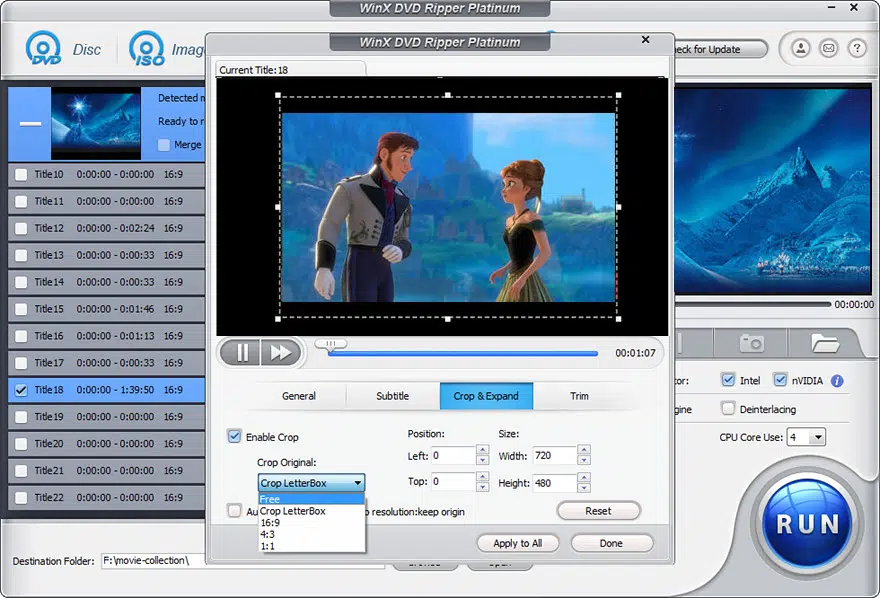 WinX DVD Ripper Platinum
DVD
Disc
ISO
Imag
eck for Update
?
WinX DVD Ripper Platinum
Current Title:18
Detected m
Ready to r
Merge
Title10 0:00:00 - 0:00:00 16:9
Title11 0:00:00 - 0:00:00 16:9
Title12 0:00:00 - 0:02:24 16:9
Title13 0:00:00 - 0:00:33 16:9
Title14 0:00:00 - 0:00:33 16:9
Title15 0:00:00 - 0:01:46 16:9
Title16 0:00:00 - 0:01:13 16:9
Title17 0:00:00 - 0:00:33 16:9
Title18 0:00:00 - 1:39:50 16:9
Title19 0:00:00 - 0:00:00 16:9
Title20 0:00:00 - 0:00:00 16:9
Title21 0:00:00 - 0:00:00 16:9
Title22 0:00:00 - 0:00:00 16:9
00:00:00
00:01:07
General Subtitle Crop & Expand Trim
Enable Crop
Crop Original:
Crop LetterBox
Free
Crop LetterBox
16:9
4:3
1:1
Position:
Left: 0
Top: 0
Size:
Width: 720
Height: 480
Au
o resolution:keep origin
Reset
Apply to All
Done
or:
Intel
nVIDIA
i
gine
Deinterlacing
CPU Core Use: 4
RUN
Destination Folder: F:\movie-collection\